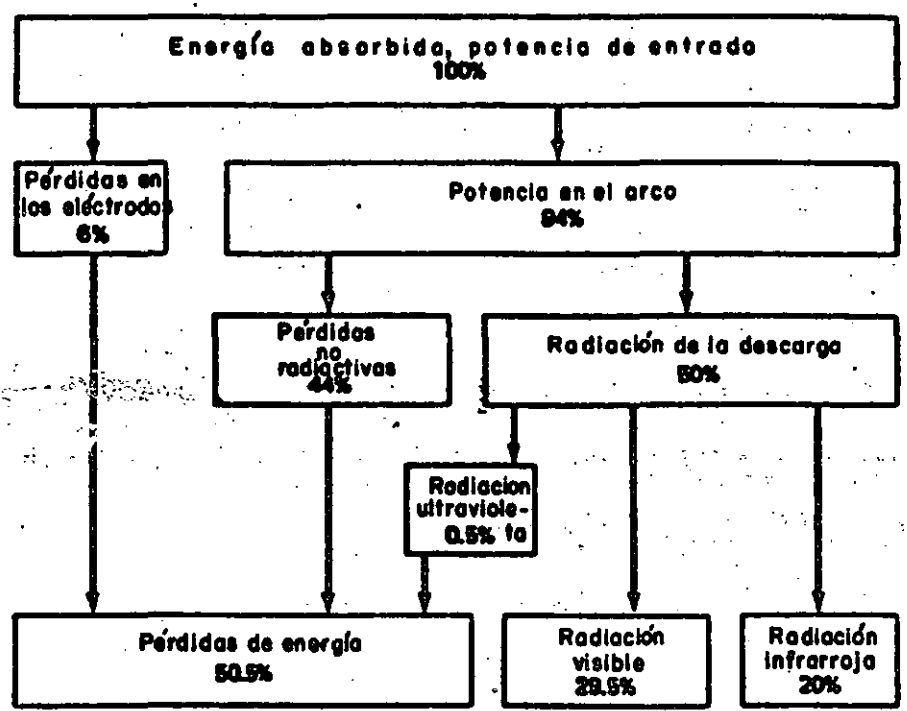 Energía absorbida, potencia de entrado
100%
Pérdidas en
los eléctrodos
6%
Potencia en el arco
94%
Pérdidas
no
radiactivas
44%
Radiación de la descarga
50%
Radiacion
ultraviole-
0.5% ta
Pérdidas de energía
50.5%
Radiación
visible
29.5%
Radiación
infrarroja
20%